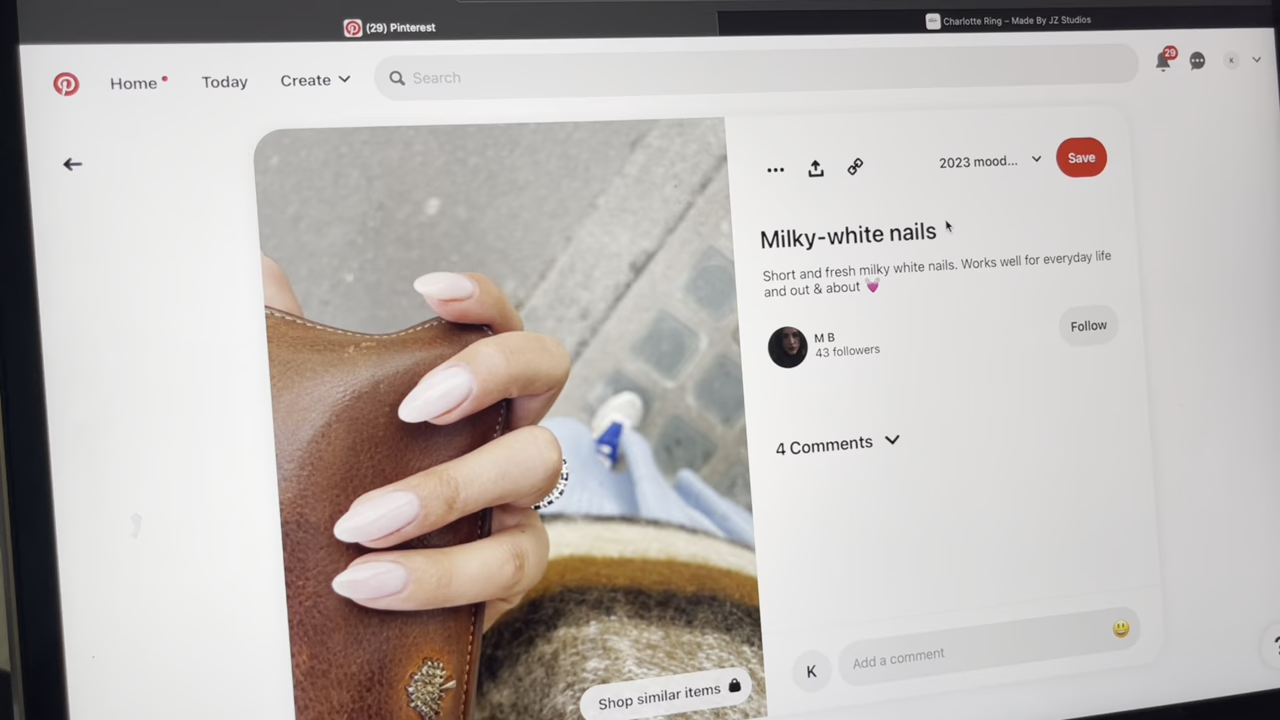 (29) Pinterest
Charlotte Ring – Made By JZ Studios
Home
Today
Create
Search
29
K
2023 mood...
Save
Milky-white nails
Short and fresh milky white nails. Works well for everyday life
and out & about 💓
M B
43 followers
Follow
4 Comments
K
Add a comment
Shop similar items
?